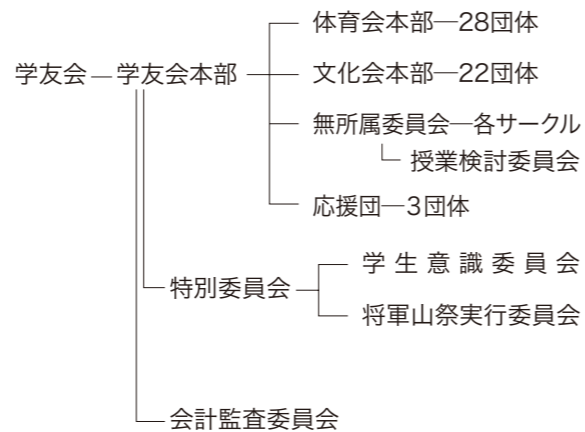 体育会本部―28団体
学友会―学友会本部
文化会本部―22団体
無所属委員会―各サークル
授業検討委員会
応援団―3団体
学生意識委員会
特別委員会
将軍山祭実行委員会
会計監査委員会